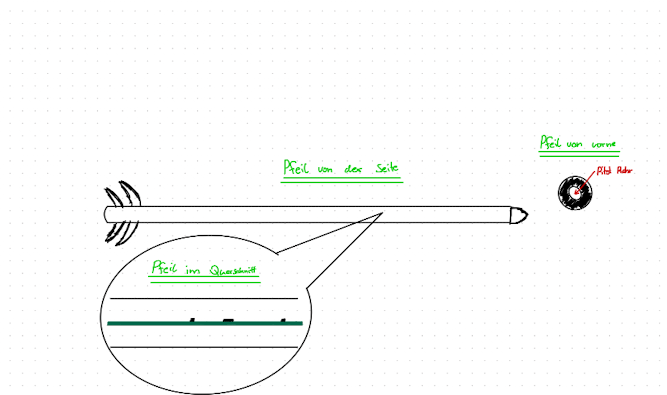 Pfeil von vorne
Pfeil von der Seite
Pitot Rohr
Pfeil im Querschnitt